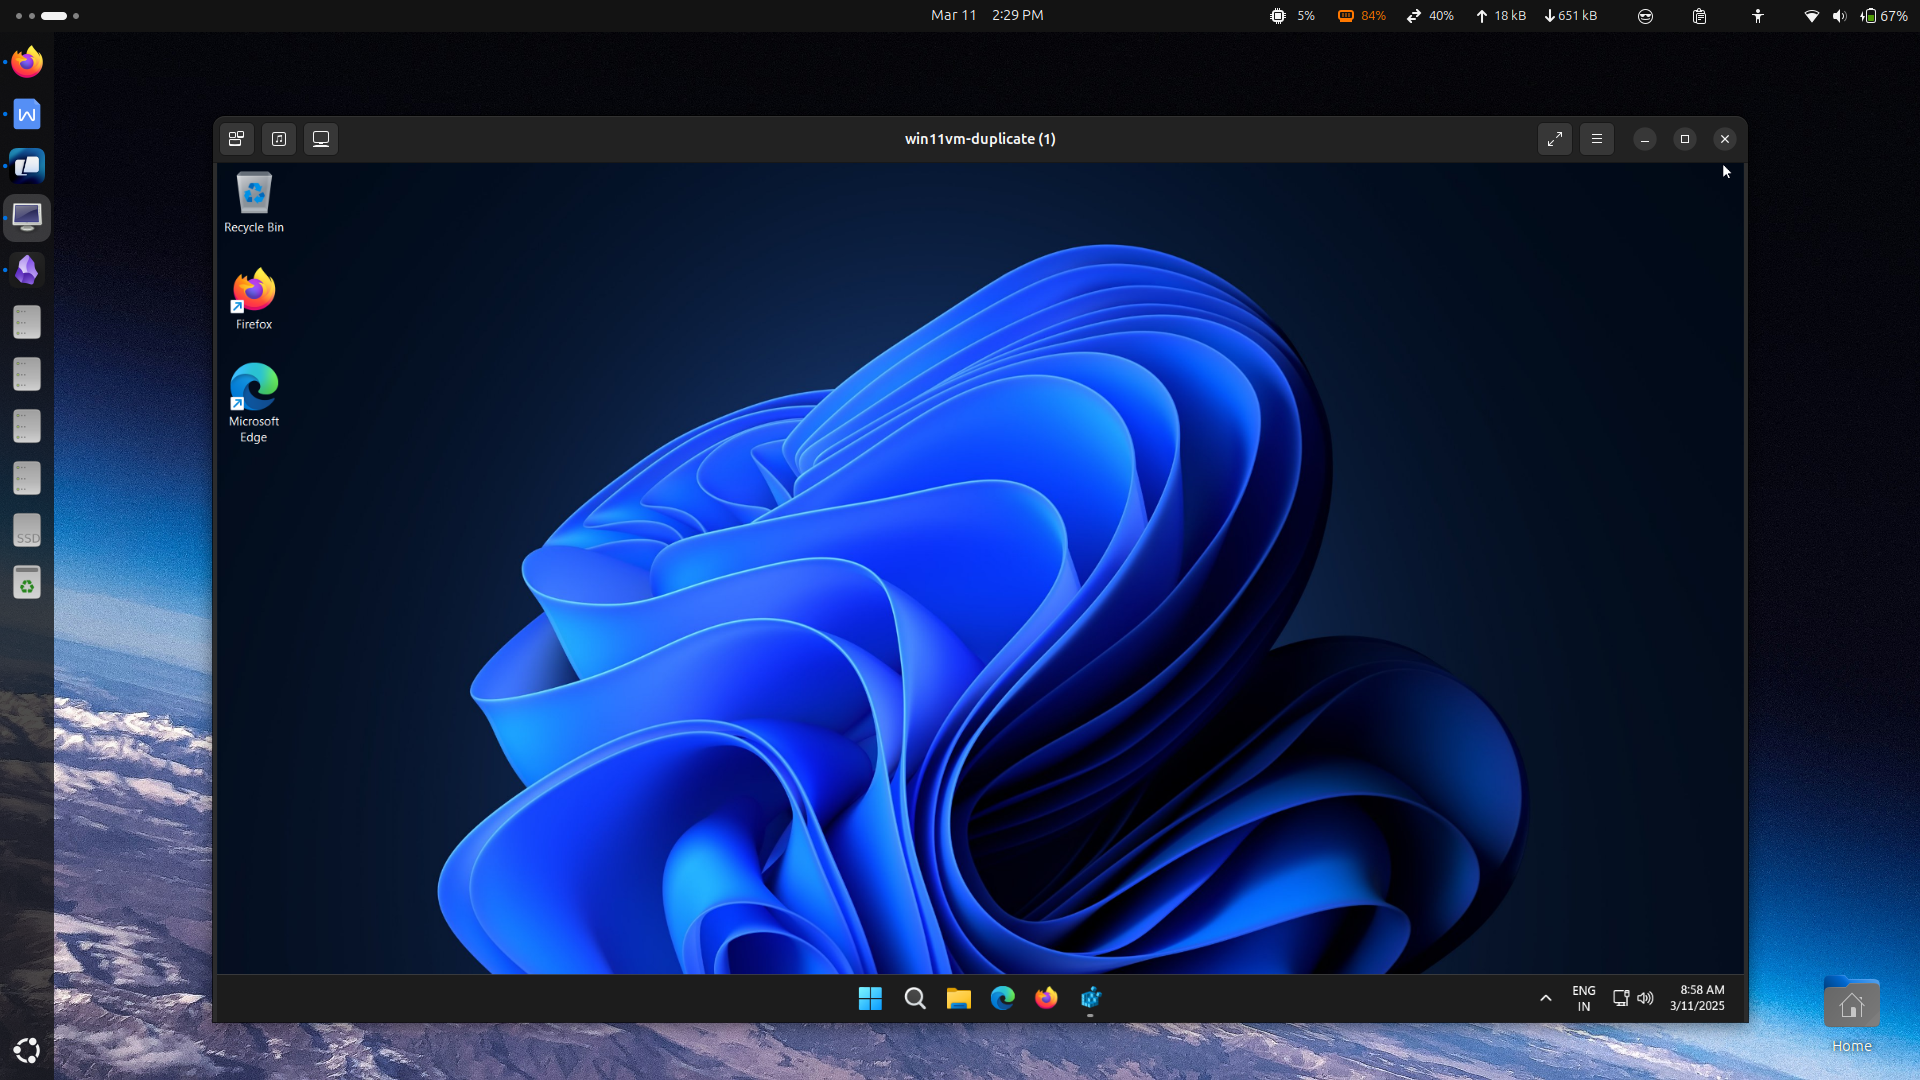 Mar 11 2:29 PM
5% 84% 40% 18 kB 651 kB 67%
win11vm-duplicate (1)
Recycle Bin
Firefox
Microsoft
Edge
SSD
ENG
IN
8:58 AM
3/11/2025
Home